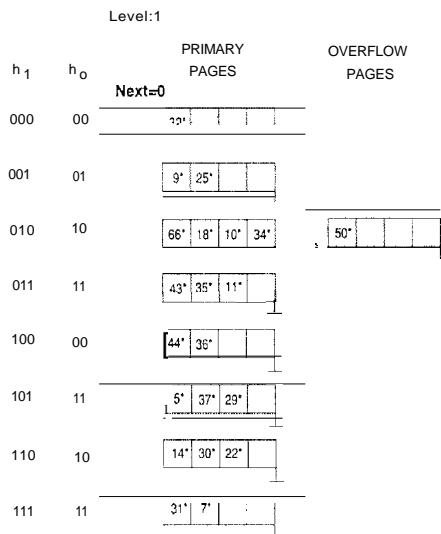 Level:1
h1 h0 PRIMARY PAGES OVERFLOW PAGES
Next=0
000 00 32*
001 01 9* 25*
010 10 66* 18* 10* 34* 50*
011 11 43* 35* 11*
100 00 44* 36*
101 11 5* 37* 29*
110 10 14* 30* 22*
111 11 31* 7*